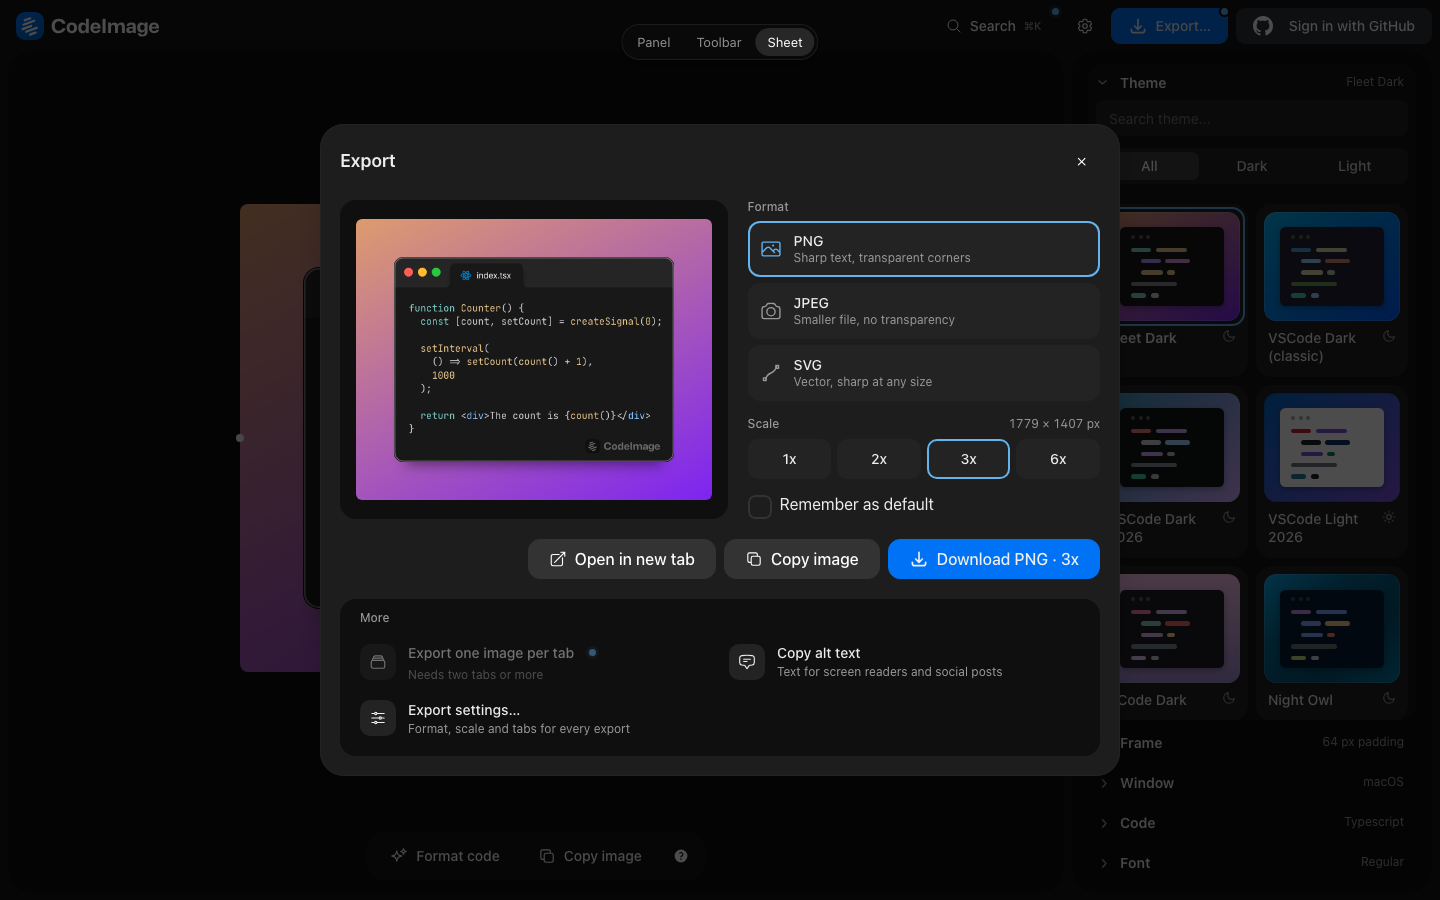 CodeImage
Panel
Toolbar
Sheet
Search ⌘K
Export...
Sign in with GitHub
Export
index.tsx
function Counter() {
const [count, setCount] = createSignal(0);
setInterval(
() => setCount(count() + 1),
1000
);
return <div>The count is {count()}</div>
}
CodeImage
Format
PNG
Sharp text, transparent corners
JPEG
Smaller file, no transparency
SVG
Vector, sharp at any size
Scale
1779 × 1407 px
1x
2x
3x
6x
Remember as default
Open in new tab
Copy image
Download PNG · 3x
More
Export one image per tab
Needs two tabs or more
Copy alt text
Text for screen readers and social posts
Export settings...
Format, scale and tabs for every export
Theme
Fleet Dark
Search theme...
All
Dark
Light
eet Dark
VSCode Dark
(classic)
SCode Dark
026
VSCode Light
2026
Code Dark
Night Owl
Frame
64 px padding
Window
macOS
Code
Typescript
Font
Regular
Format code
Copy image
?